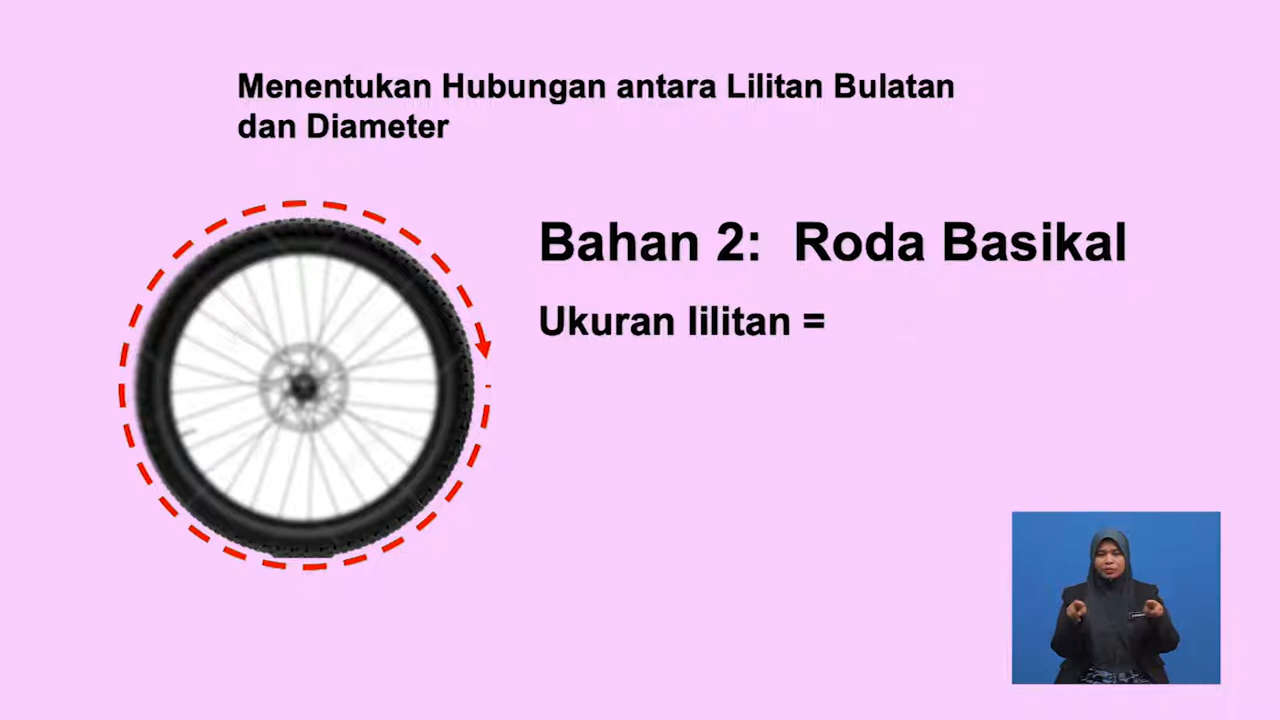 Menentukan Hubungan antara Lilitan Bulatan
dan Diameter
Bahan 2: Roda Basikal
Ukuran lilitan =